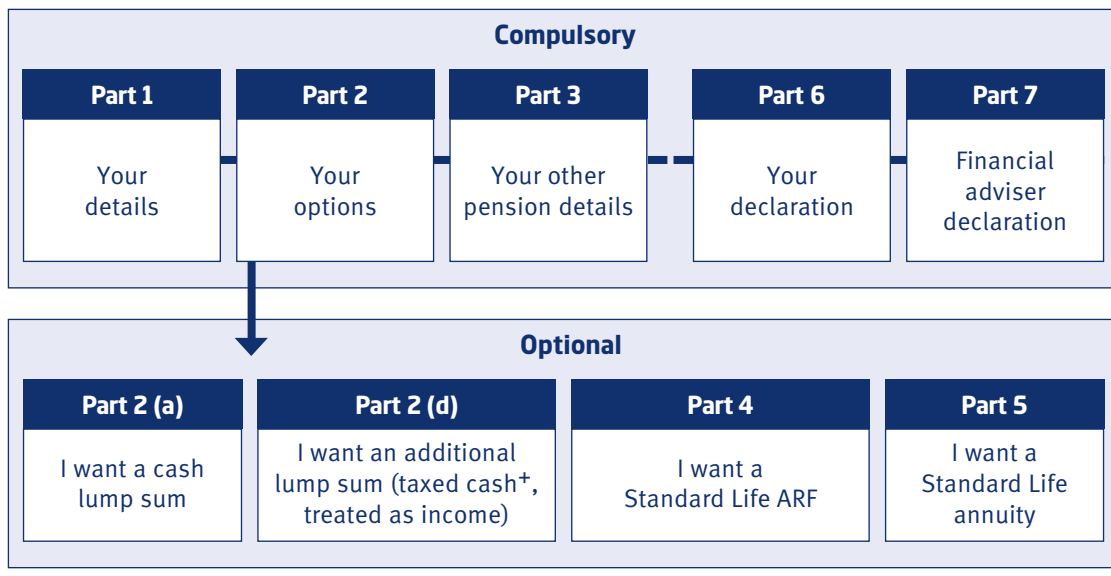 Compulsory
Part 1
Your
details
Part 2
Your
options
Part 3
Your other
pension details
Part 6
Your
declaration
Part 7
Financial
adviser
declaration
Optional
Part 2 (a)
I want a cash
lump sum
Part 2 (d)
I want an additional
lump sum (taxed cash⁺,
treated as income)
Part 4
I want a
Standard Life ARF
Part 5
I want a
Standard Life
annuity